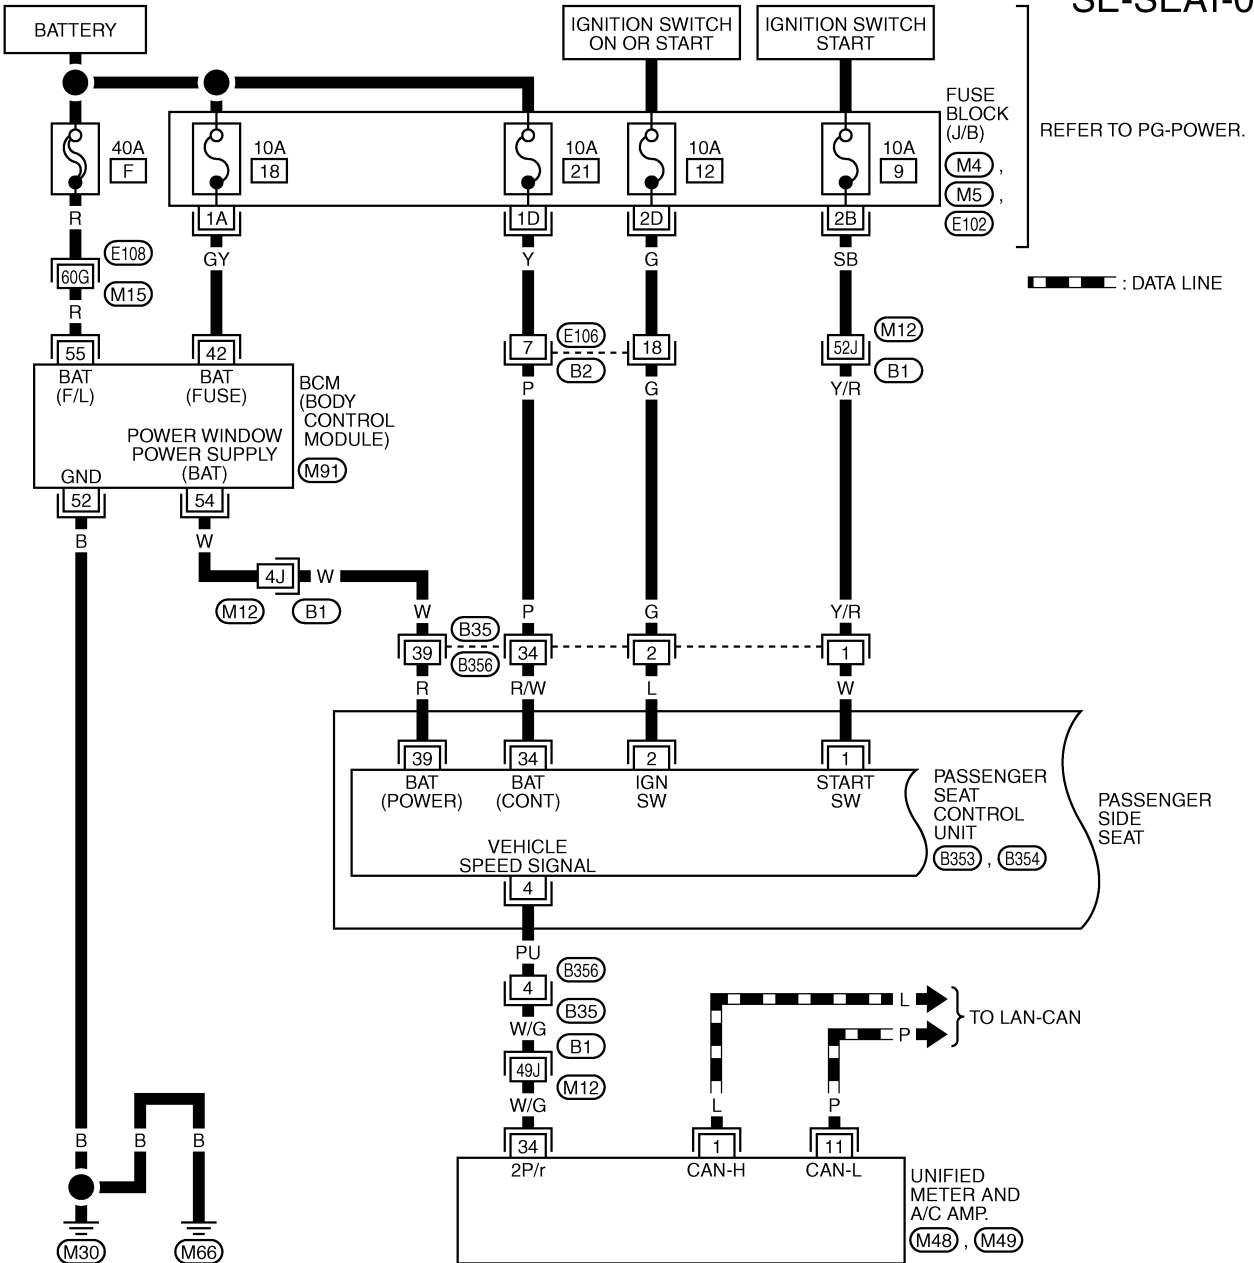 SE-SEAT-0
BATTERY
IGNITION SWITCH
ON OR START
IGNITION SWITCH
START
40A
F
10A
18
10A
21
10A
12
10A
9
FUSE
BLOCK
(J/B)
M4 ,
M5 ,
E102
REFER TO PG-POWER.
R
1A
1D
2D
2B
GY
Y
G
SB
E108
60G
M15
R
: DATA LINE
55
42
7
E106
B2
18
52J
M12
B1
BAT
(F/L)
BAT
(FUSE)
P
G
Y/R
BCM
(BODY
CONTROL
MODULE)
M91
POWER WINDOW
POWER SUPPLY
(BAT)
GND
52
54
B
W
4J
W
M12
B1
W
P
G
Y/R
B35
B356
39
34
2
1
R
R/W
L
W
39
34
2
1
BAT
(POWER)
BAT
(CONT)
IGN
SW
START
SW
PASSENGER
SEAT
CONTROL
UNIT
B353 , B354
PASSENGER
SIDE
SEAT
VEHICLE
SPEED SIGNAL
4
PU
B356
4
B35
W/G
B1
49J
M12
W/G
L
P
TO LAN-CAN
L
P
34
1
11
2P/r
CAN-H
CAN-L
UNIFIED
METER AND
A/C AMP.
M48 , M49
B
B
B
M30
M66